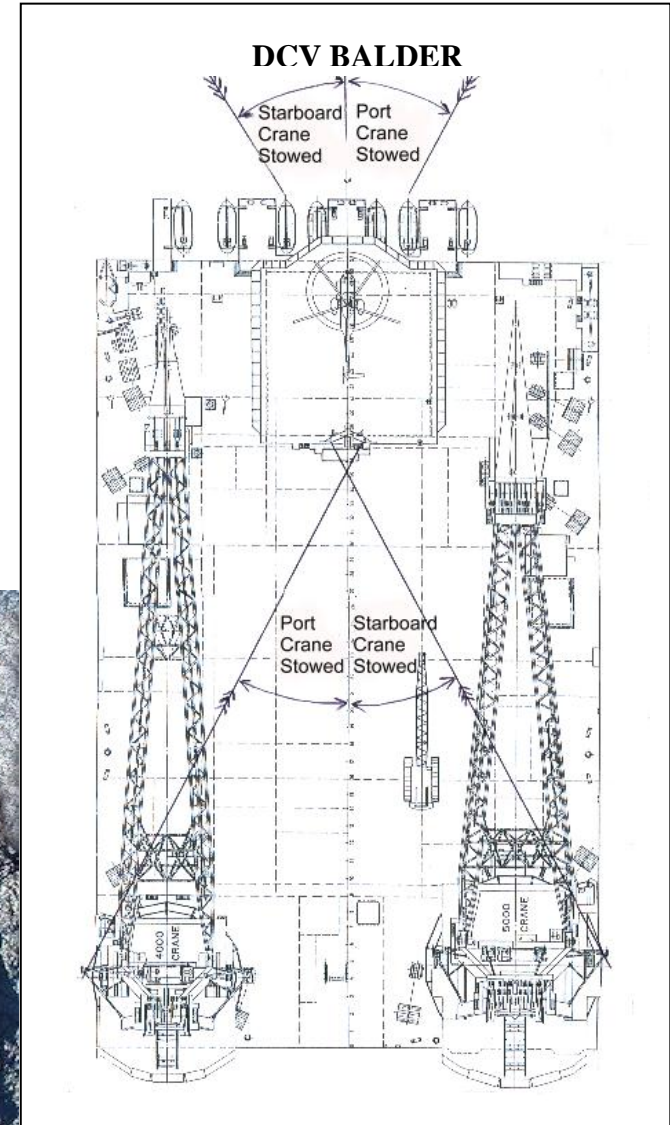 DCV BALDER
Starboard
Crane
Stowed
Port
Crane
Stowed
Port
Crane
Stowed
Starboard
Crane
Stowed
4000
CRANE
5000
CRANE